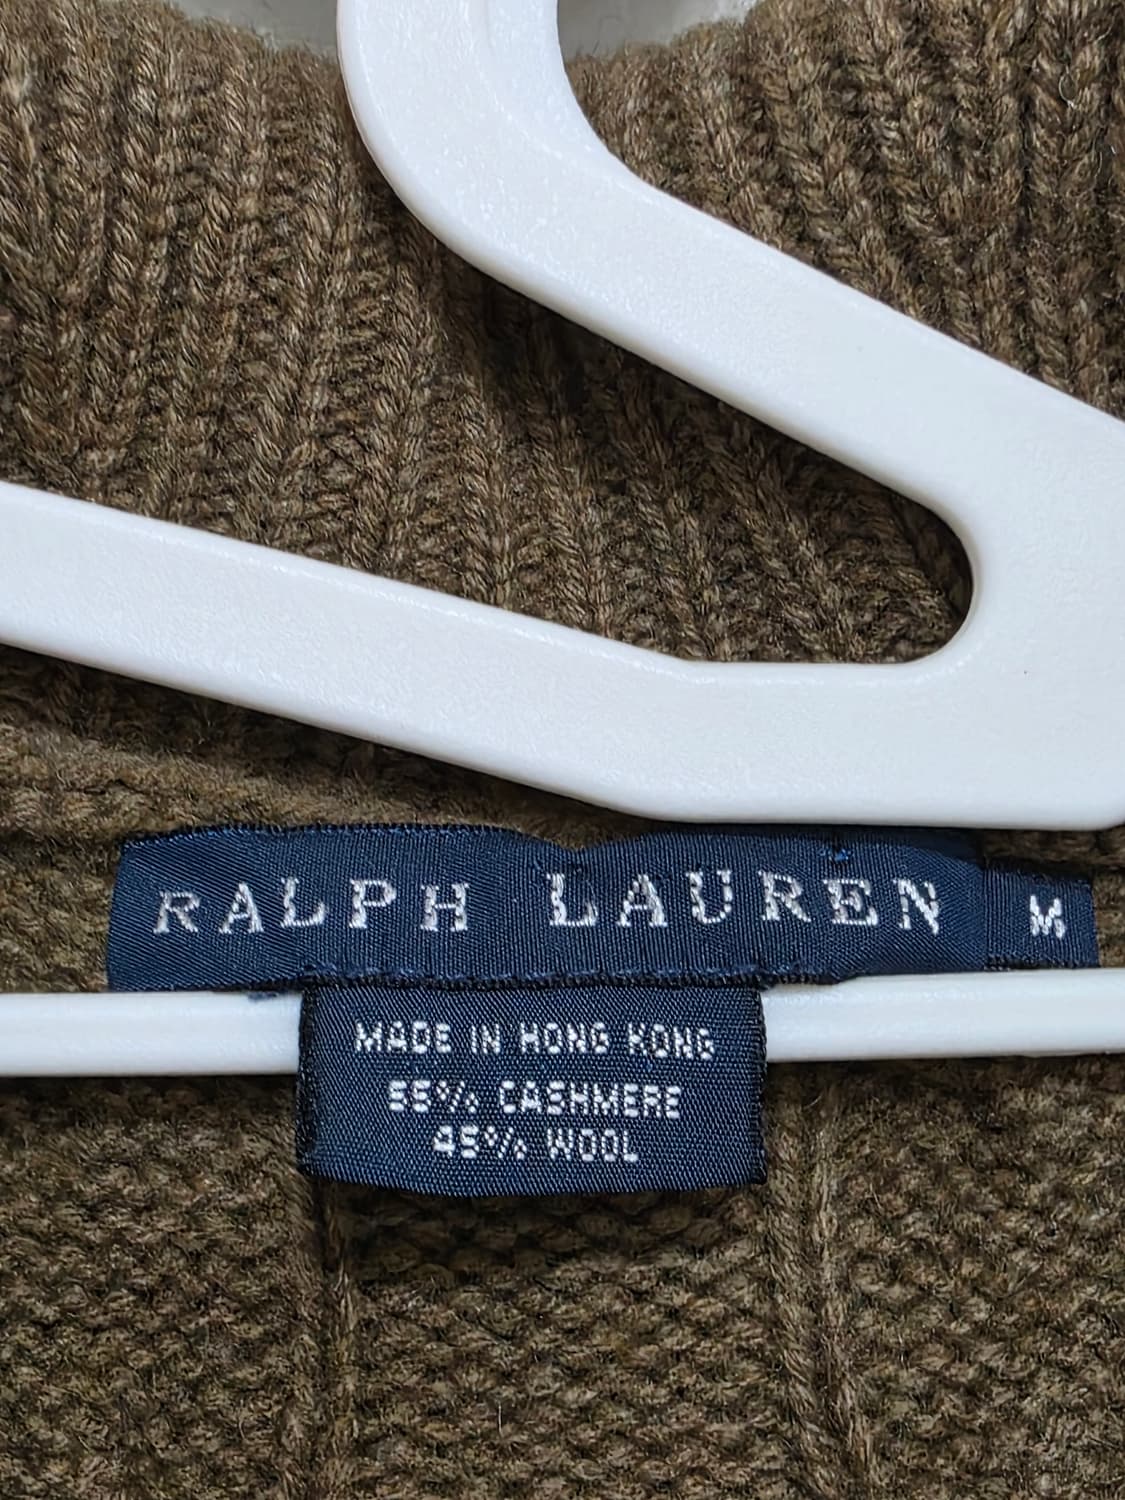 RALPH LAUREN M
MADE IN HONG KONG
55% CASHMERE
45% WOOL